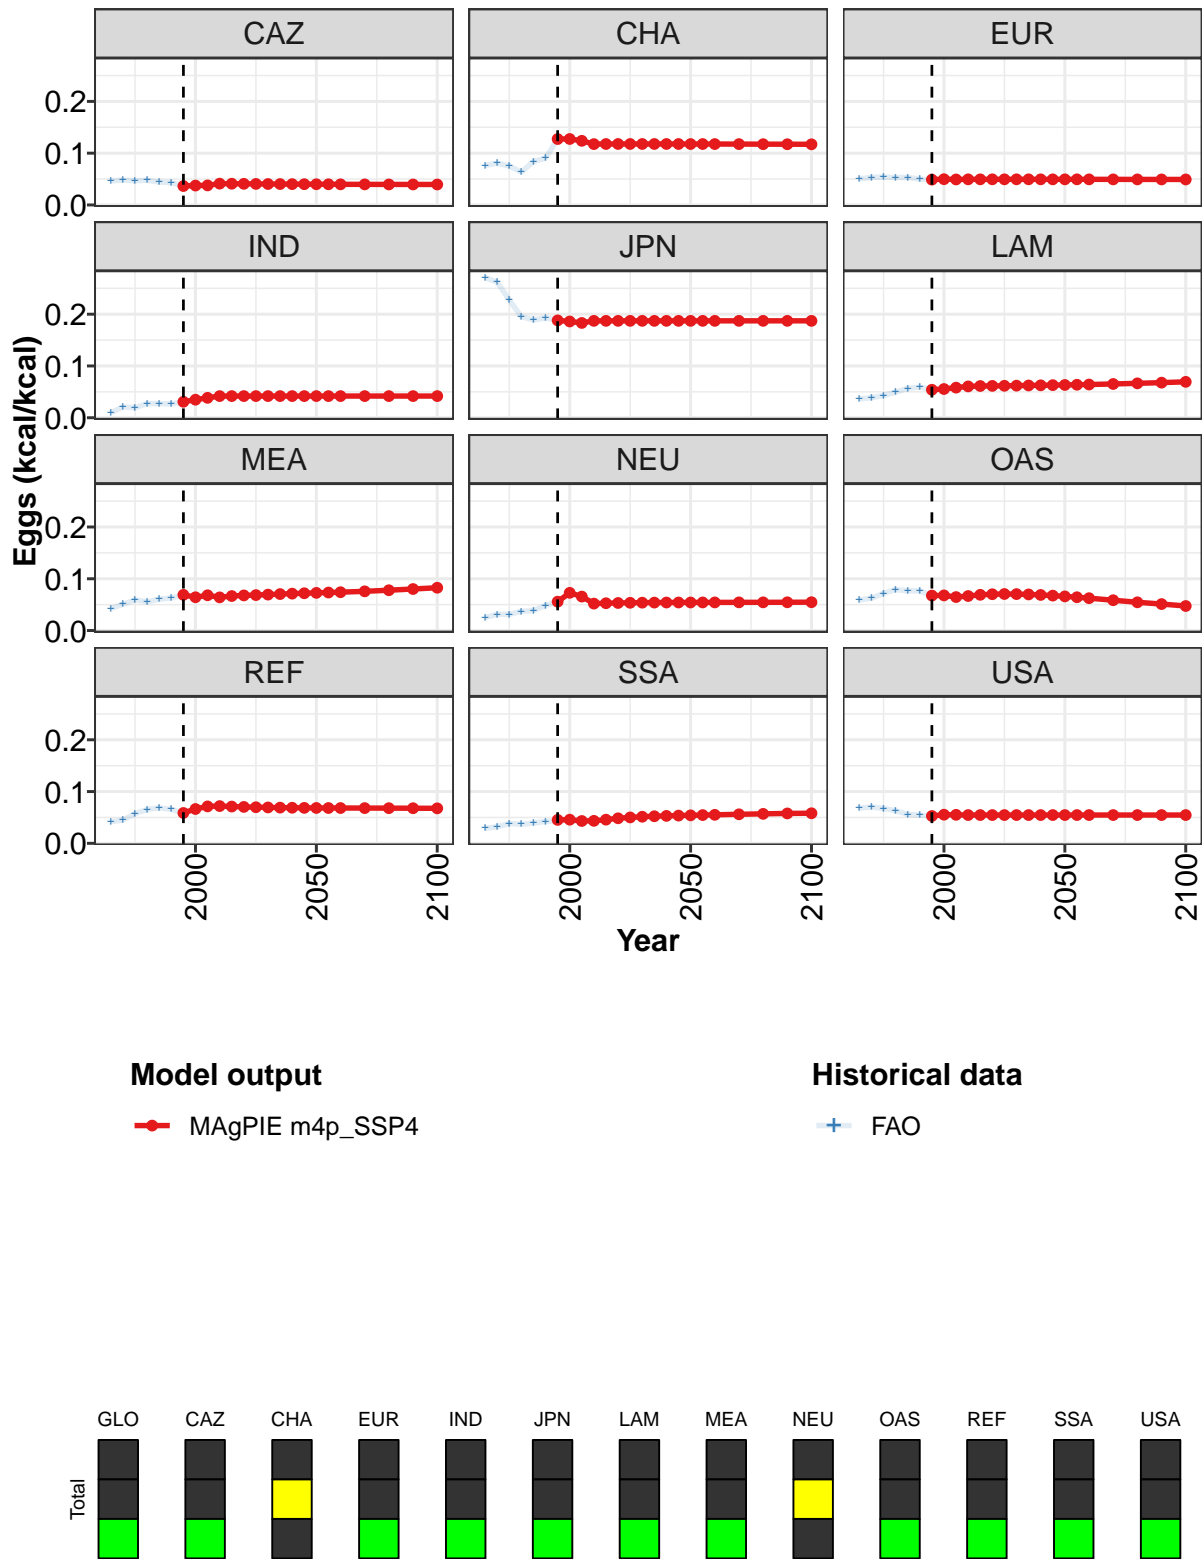 CAZ CHA EUR
0.2
0.1
0.0
IND JPN LAM
0.2
0.1
0.0
MEA NEU OAS
0.2
0.1
0.0
REF SSA USA
0.2
0.1
0.0
Eggs (kcal/kcal)
2000 2050 2100 2000 2050 2100 2000 2050 2100
Year
Model output Historical data
MAgPIE m4p_SSP4 FAO
GLO CAZ CHA EUR IND JPN LAM MEA NEU OAS REF SSA USA
Total